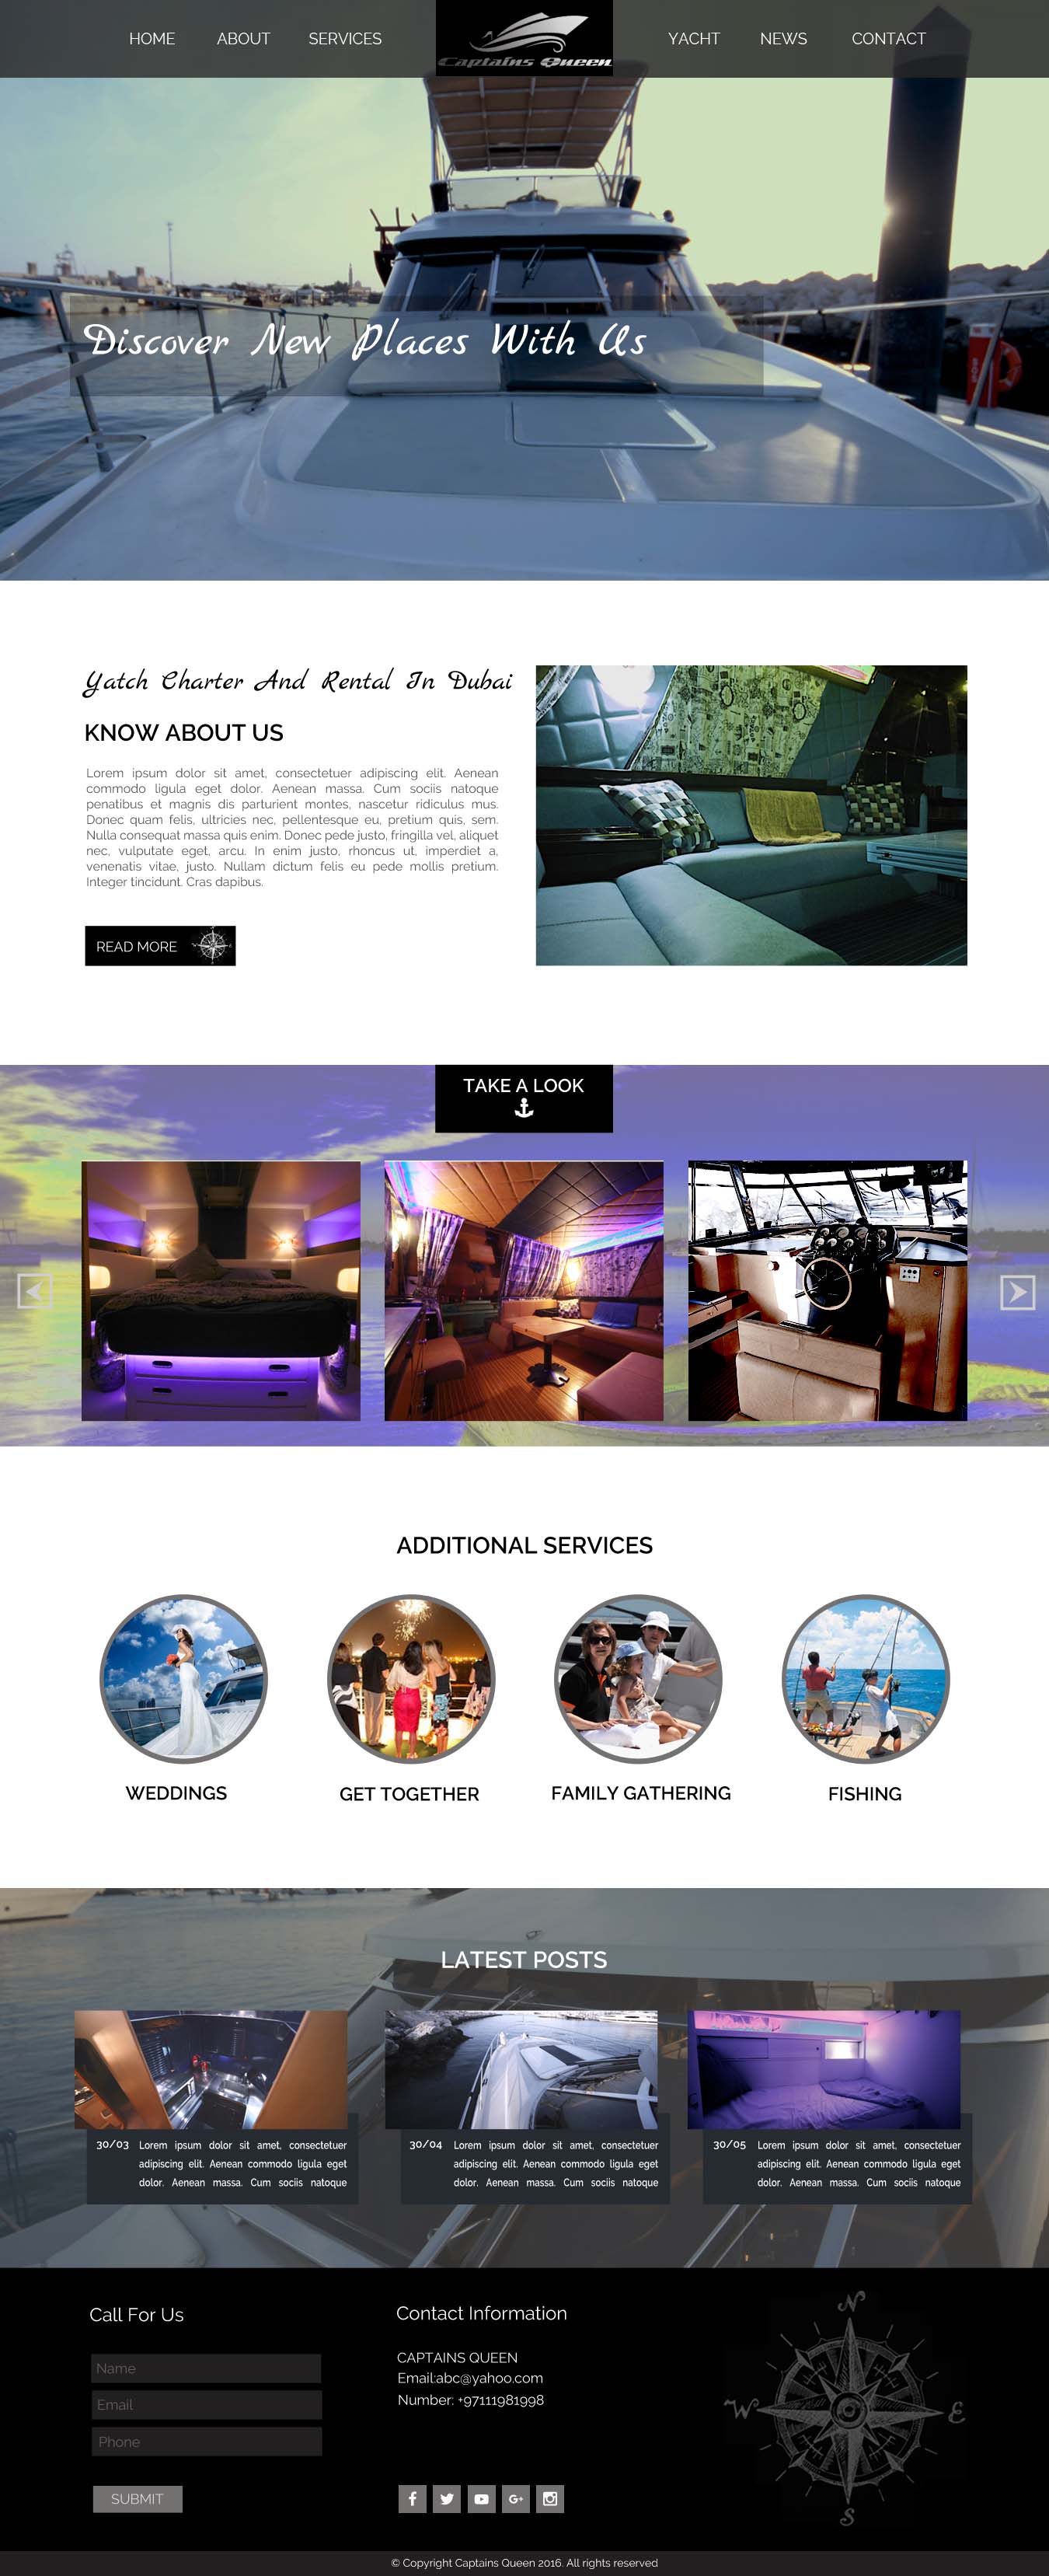 HOME ABOUT SERVICES
Captains Queen
YACHT NEWS CONTACT
Discover New Places With Us
Yatch Charter And Rental In Dubai
KNOW ABOUT US
Lorem ipsum dolor sit amet, consectetuer adipiscing elit. Aenean
commodo ligula eget dolor. Aenean massa. Cum sociis natoque
penatibus et magnis dis parturient montes, nascetur ridiculus mus.
Donec quam felis, ultricies nec, pellentesque eu, pretium quis, sem.
Nulla consequat massa quis enim. Donec pede justo, fringilla vel, aliquet
nec, vulputate eget, arcu. In enim justo, rhoncus ut, imperdiet a,
venenatis vitae, justo. Nullam dictum felis eu pede mollis pretium.
Integer tincidunt. Cras dapibus.
READ MORE
TAKE A LOOK
ADDITIONAL SERVICES
WEDDINGS
GET TOGETHER
FAMILY GATHERING
FISHING
LATEST POSTS
30/03 Lorem ipsum dolor sit amet, consectetuer
adipiscing elit. Aenean commodo ligula eget
dolor. Aenean massa. Cum sociis natoque
30/04 Lorem ipsum dolor sit amet, consectetuer
adipiscing elit. Aenean commodo ligula eget
dolor. Aenean massa. Cum sociis natoque
30/05 Lorem ipsum dolor sit amet, consectetuer
adipiscing elit. Aenean commodo ligula eget
dolor. Aenean massa. Cum sociis natoque
Call For Us
Name
Email
Phone
SUBMIT
Contact Information
CAPTAINS QUEEN
Email:abc@yahoo.com
Number: +97111981998
f G+
N
W E
S
© Copyright Captains Queen 2016. All rights reserved